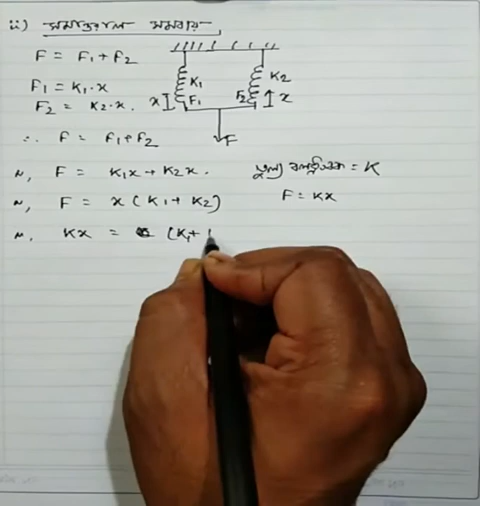 ii) সমান্তরাল সমবায়
F = F₁ + F₂
F₁ = K₁·x
F₂ = K₂·x.
K₁ K₂
x F₁ F₂ x
F
∴ F = F₁ + F₂
বা, F = K₁x + K₂x.
তুল্য বলধ্রুবক = K
বা, F = x (K₁ + K₂)
F = Kx
বা, Kx = (K₁ +